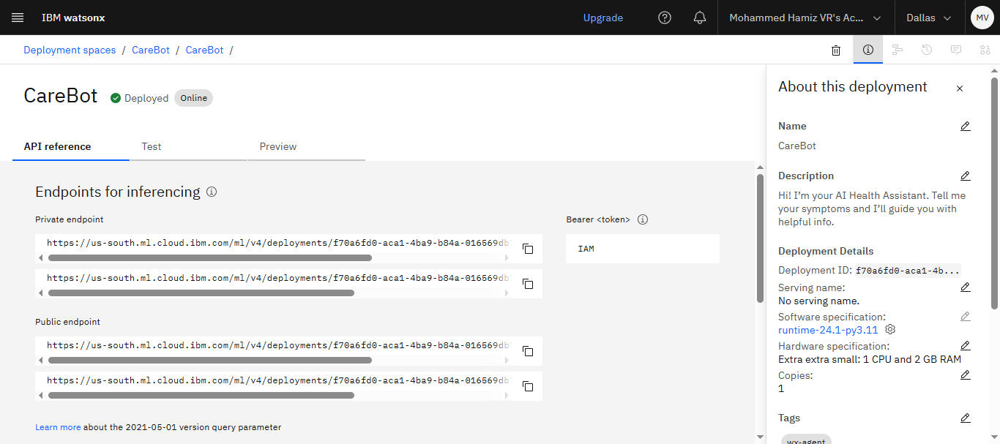 IBM watsonx
Upgrade
Mohammed Hamiz VR's Ac...
Dallas
MV
Deployment spaces / CareBot / CareBot /
CareBot
Deployed
Online
API reference
Test
Preview
Endpoints for inferencing
Private endpoint
https://us-south.ml.cloud.ibm.com/ml/v4/deployments/f70a6fd0-aca1-4ba9-b84a-016569db
https://us-south.ml.cloud.ibm.com/ml/v4/deployments/f70a6fd0-aca1-4ba9-b84a-016569db
Bearer <token>
IAM
Public endpoint
https://us-south.ml.cloud.ibm.com/ml/v4/deployments/f70a6fd0-aca1-4ba9-b84a-016569db
https://us-south.ml.cloud.ibm.com/ml/v4/deployments/f70a6fd0-aca1-4ba9-b84a-016569db
Learn more about the 2021-05-01 version query parameter
About this deployment
Name
CareBot
Description
Hi! I’m your AI Health Assistant. Tell me
your symptoms and I’ll guide you with
helpful info.
Deployment Details
Deployment ID: f70a6fd0-aca1-4b...
Serving name:
No serving name.
Software specification:
runtime-24.1-py3.11
Hardware specification:
Extra extra small: 1 CPU and 2 GB RAM
Copies:
1
Tags
wx-agent